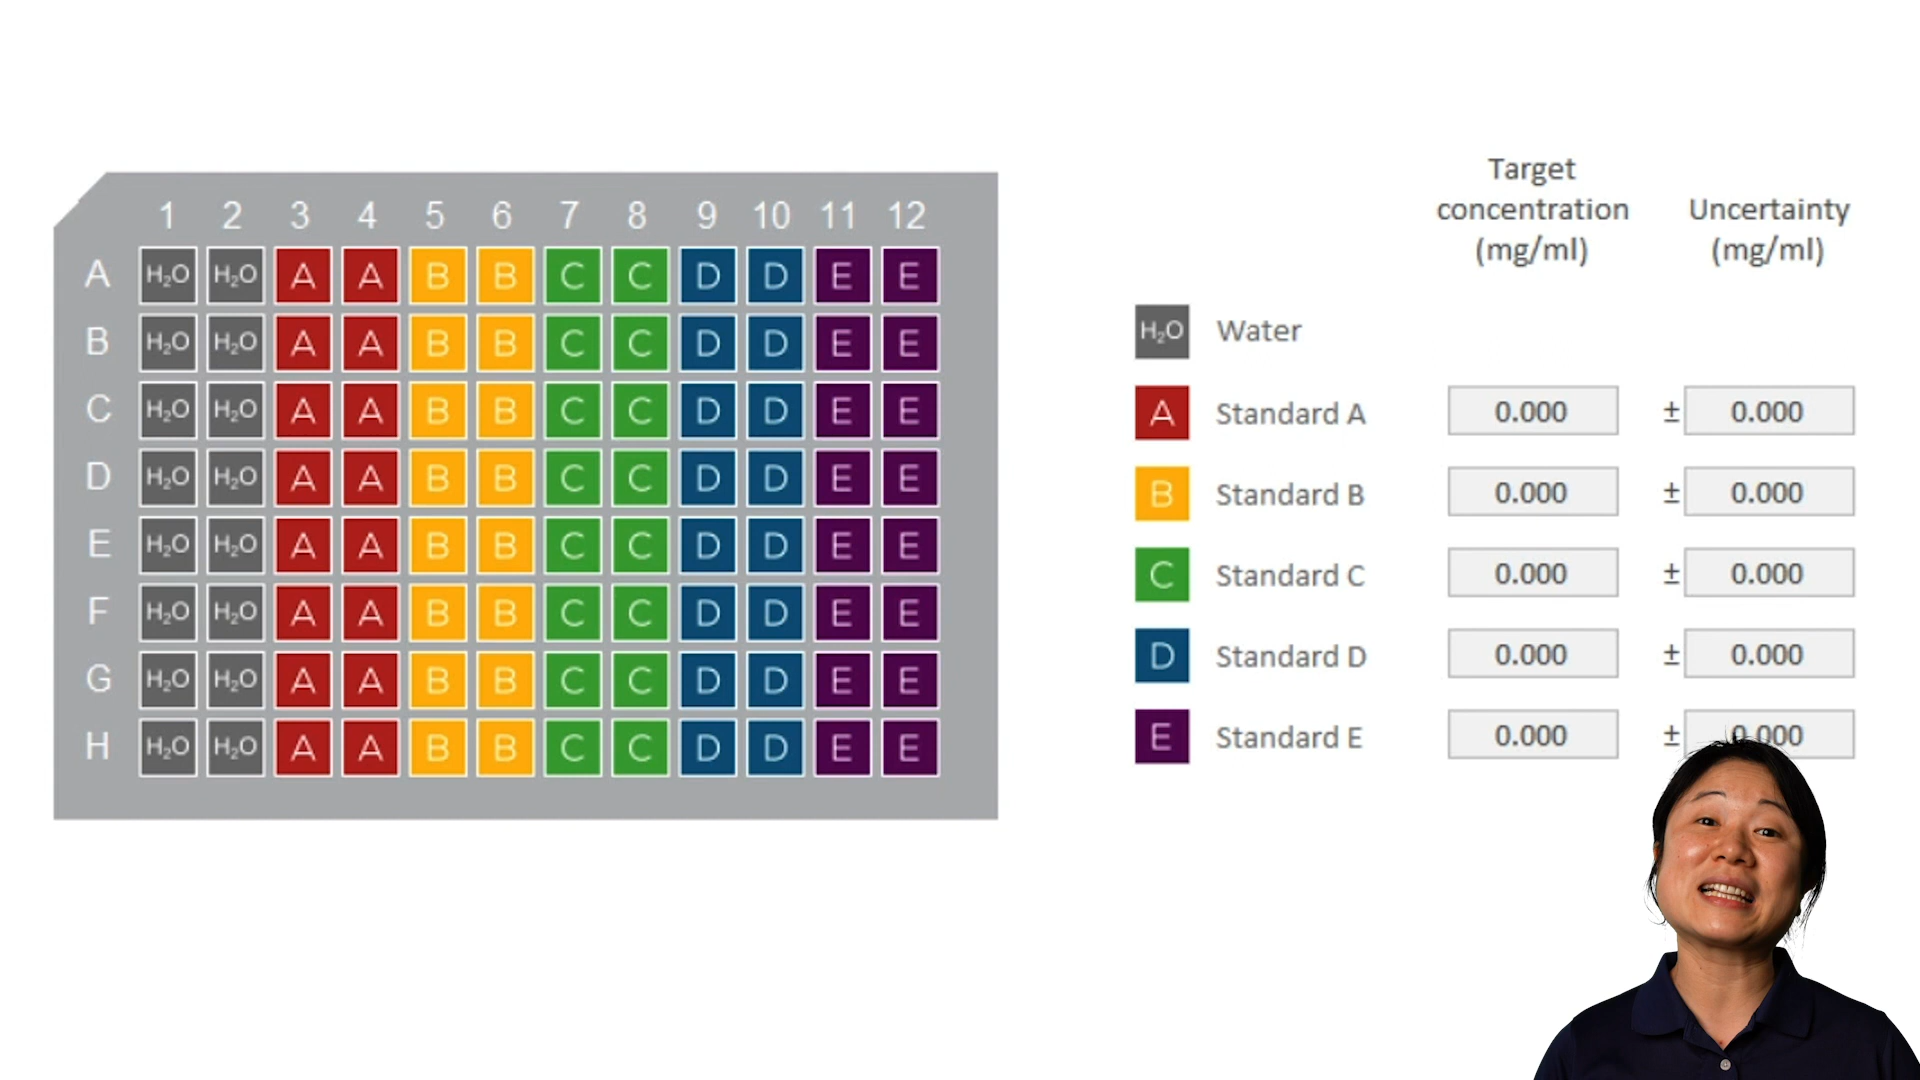 1 2 3 4 5 6 7 8 9 10 11 12
A H₂O H₂O A A B B C C D D E E
B H₂O H₂O A A B B C C D D E E
C H₂O H₂O A A B B C C D D E E
D H₂O H₂O A A B B C C D D E E
E H₂O H₂O A A B B C C D D E E
F H₂O H₂O A A B B C C D D E E
G H₂O H₂O A A B B C C D D E E
H H₂O H₂O A A B B C C D D E E
Target
concentration
(mg/ml)
Uncertainty
(mg/ml)
H₂O Water
A Standard A 0.000 ± 0.000
B Standard B 0.000 ± 0.000
C Standard C 0.000 ± 0.000
D Standard D 0.000 ± 0.000
E Standard E 0.000 ± 0.000